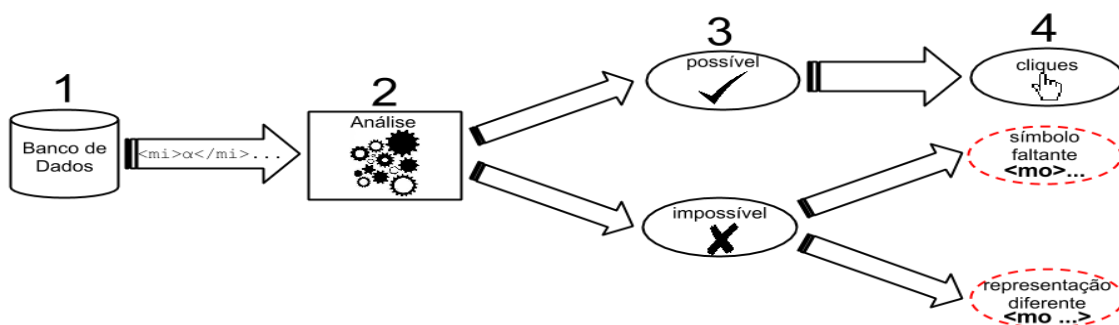 1
Banco de
Dados
<mi>α</mi>...
2
Análise
3
possível
impossível
4
cliques
símbolo
faltante
<mo>...
representação
diferente
<mo ...>